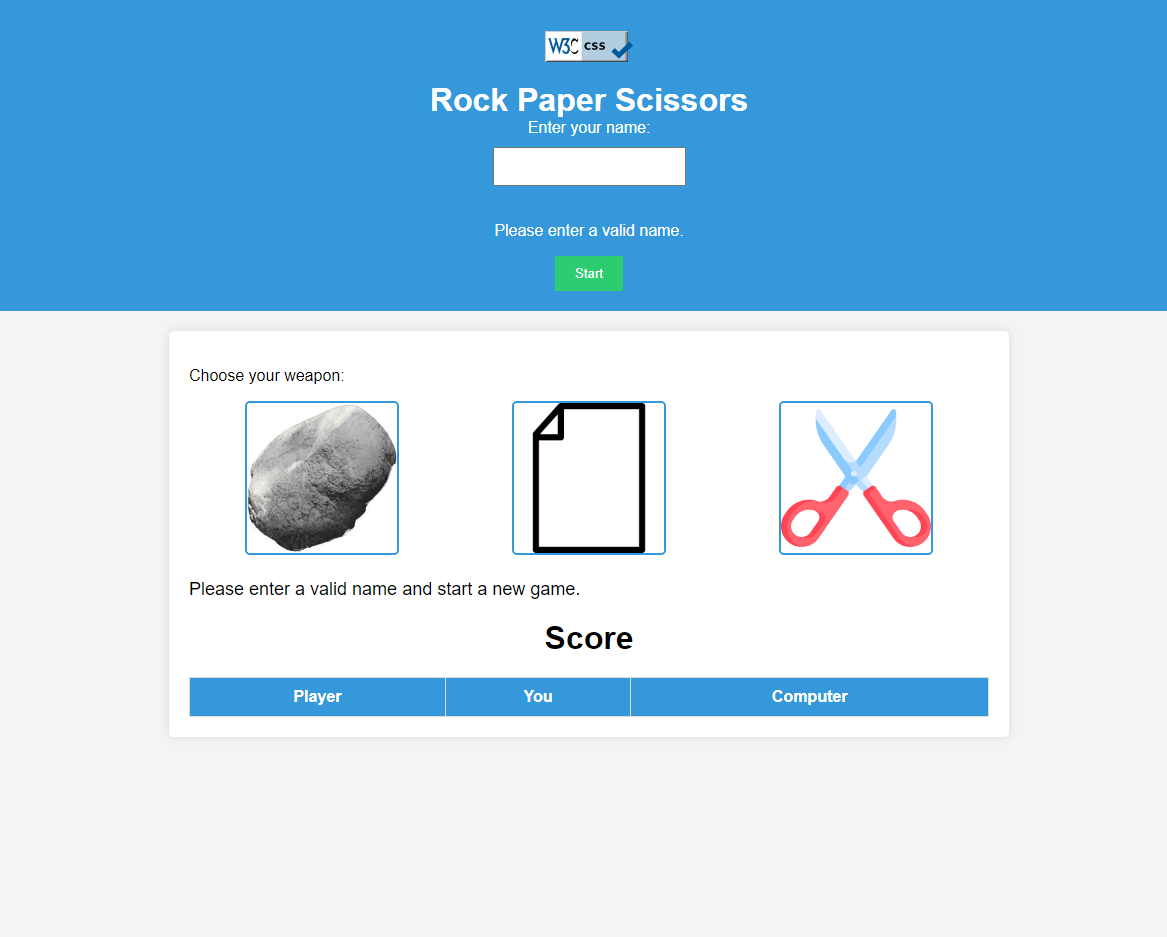 W3C css
Rock Paper Scissors
Enter your name:
Please enter a valid name.
Start
Choose your weapon:
Please enter a valid name and start a new game.
Score
Player You Computer